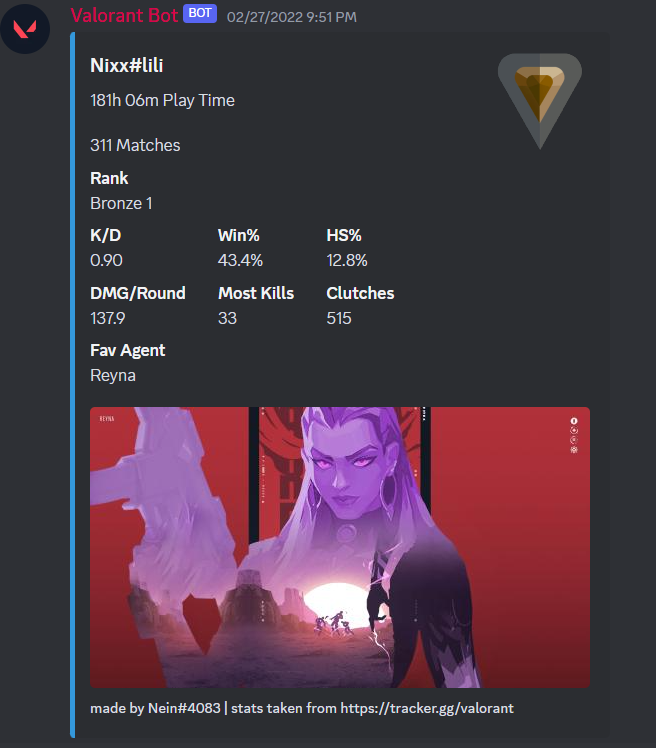 Valorant Bot BOT 02/27/2022 9:51 PM
Nixx#lili
181h 06m Play Time
311 Matches
Rank
Bronze 1
K/D Win% HS%
0.90 43.4% 12.8%
DMG/Round Most Kills Clutches
137.9 33 515
Fav Agent
Reyna
REYNA
made by Nein#4083 | stats taken from https://tracker.gg/valorant